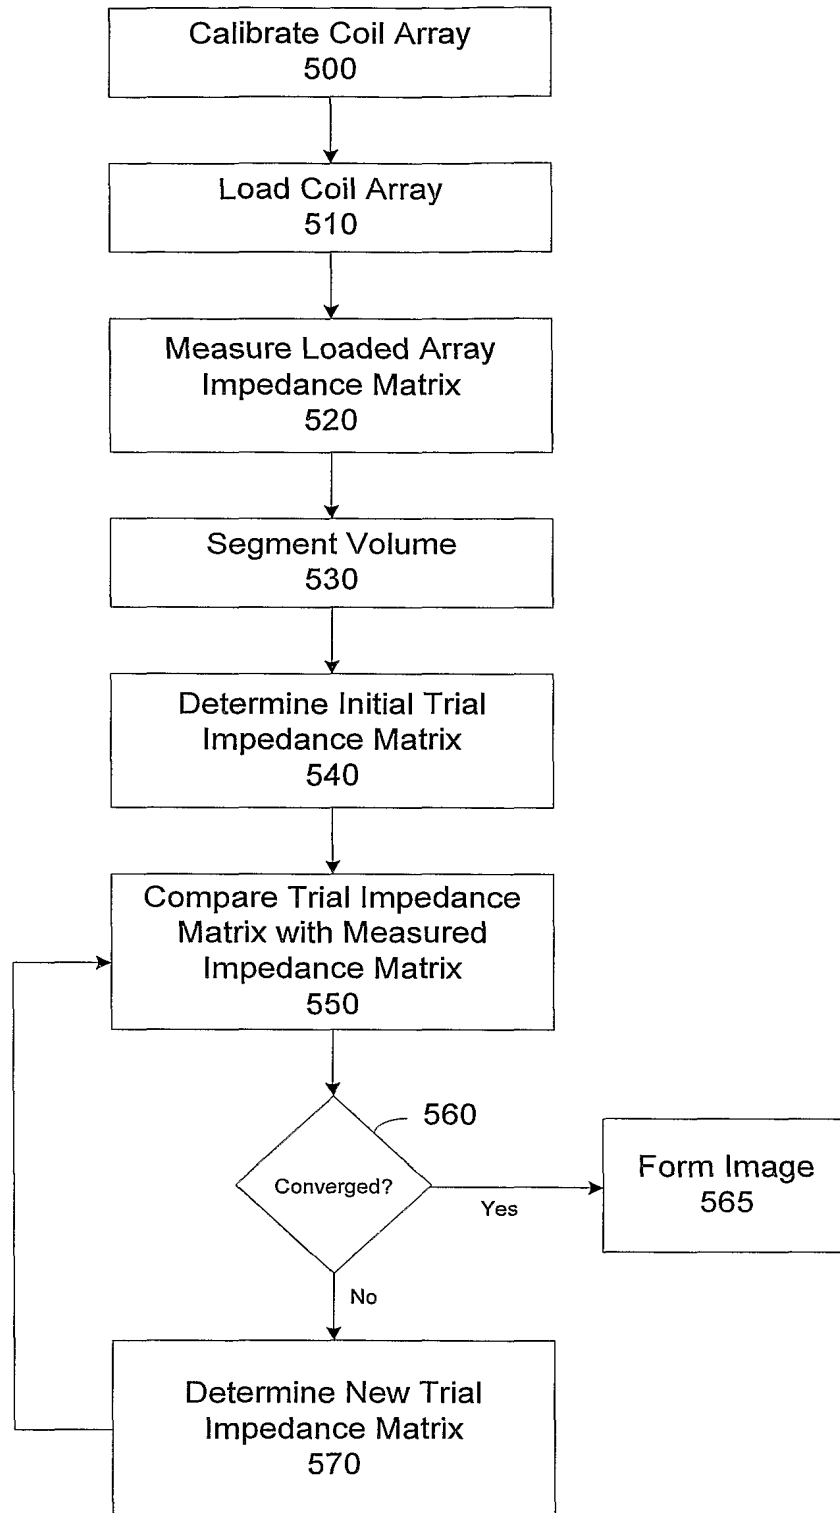 Calibrate Coil Array
500
Load Coil Array
510
Measure Loaded Array
Impedance Matrix
520
Segment Volume
530
Determine Initial Trial
Impedance Matrix
540
Compare Trial Impedance
Matrix with Measured
Impedance Matrix
550
560
Converged?
Yes
Form Image
565
No
Determine New Trial
Impedance Matrix
570